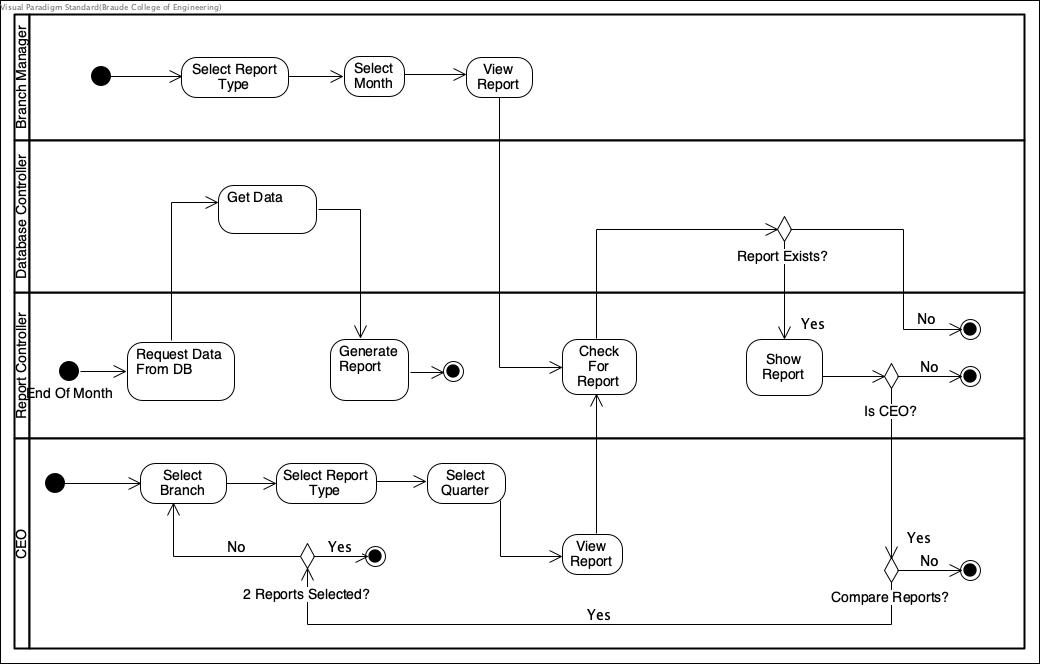 Visual Paradigm Standard(Braude College of Engineering)
Branch Manager
Select Report
Type
Select
Month
View
Report
Database Controller
Get Data
Report Exists?
Report Controller
End Of Month
Request Data
From DB
Generate
Report
Check
For
Report
Yes
Show
Report
No
No
Is CEO?
CEO
Select
Branch
Select Report
Type
Select
Quarter
View
Report
No
Yes
2 Reports Selected?
Yes
No
Compare Reports?
Yes